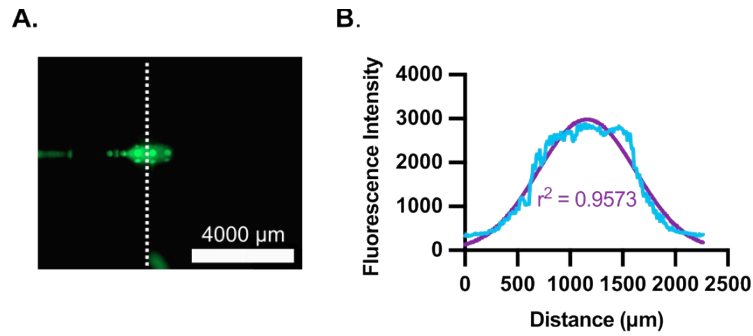 A.
B.
4000 µm
Fluorescence Intensity
4000
3000
2000
1000
0
r² = 0.9573
0 500 1000 1500 2000 2500
Distance (µm)